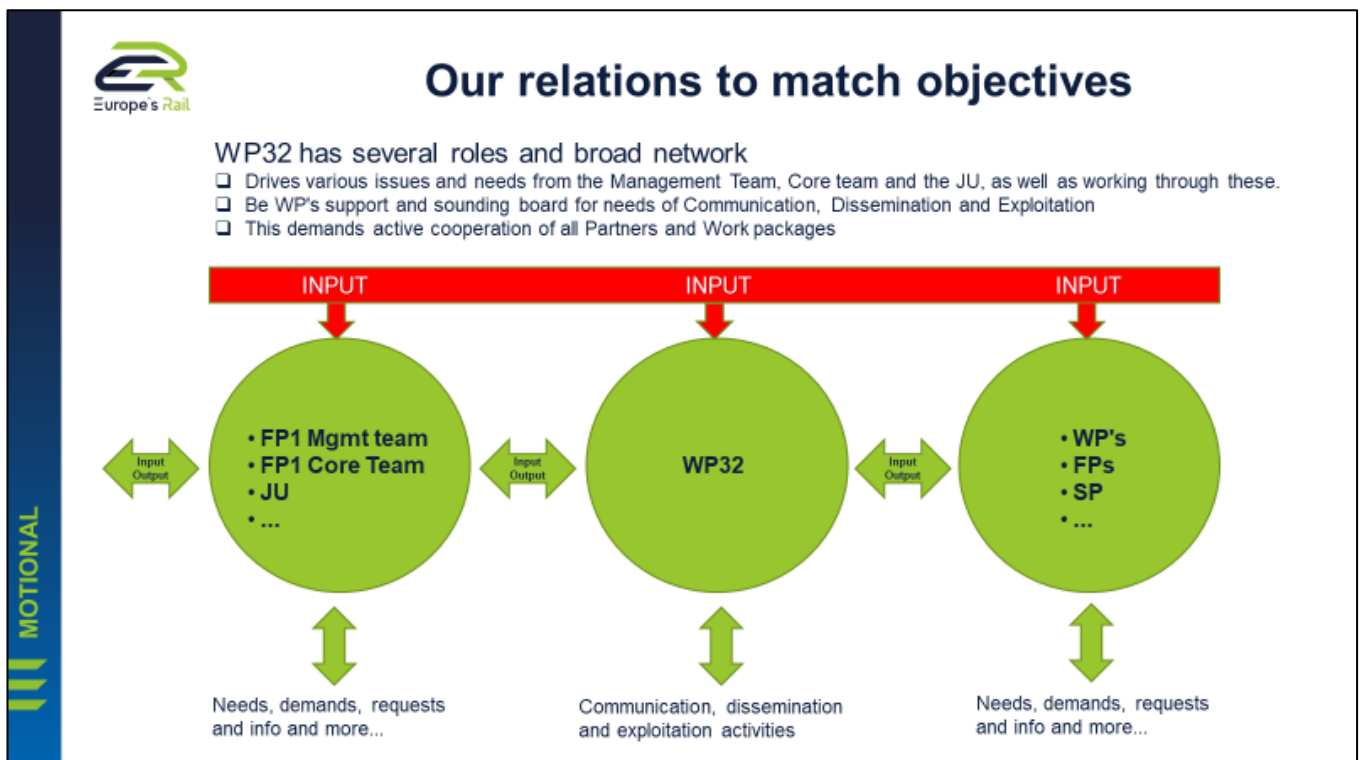 Europe's Rail
Our relations to match objectives
WP32 has several roles and broad network
Drives various issues and needs from the Management Team, Core team and the JU, as well as working through these.
Be WP's support and sounding board for needs of Communication, Dissemination and Exploitation
This demands active cooperation of all Partners and Work packages
INPUT INPUT INPUT
Input
Output
• FP1 Mgmt team
• FP1 Core Team
• JU
• ...
Input
Output
WP32
Input
Output
• WP's
• FPs
• SP
• ...
Needs, demands, requests
and info and more...
Communication, dissemination
and exploitation activities
Needs, demands, requests
and info and more...
MOTIONAL